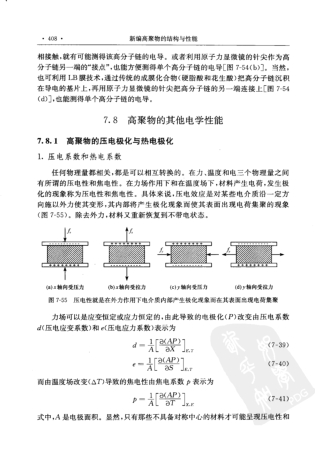 · 408 · 新编高聚物的结构与性能
相接触,就有可能测得该高分子链的电导。或者利用原子力显微镜的针尖作为高
分子链另一端的“接点”,也能方便测得单个高分子链的电导[图 7-54(b)]。当然,
也可利用 LB 膜技术,通过传统的成膜化合物(硬脂酸和花生酸)把高分子链沉积
在导电的基片上,再用原子力显微镜的针尖把高分子链的另一端连接上[图 7-54
(d)],也能测得单个高分子链的电导。
7.8 高聚物的其他电学性能
7.8.1 高聚物的压电极化与热电极化
1. 压电系数和热电系数
任何物理量都相关,都是可以相互转换的。在力、温度和电三个物理量之间
有所谓的压电性和焦电性。在力场作用下和在温度场下,材料产生电荷,发生极
化的现象称为压电性和焦电性。具体来说,压电效应是对某些电介质沿一定方
向施以外力使其变形,其内部将产生极化现象而使其表面出现电荷集聚的现象
(图 7-55)。除去外力,材料又重新恢复到不带电状态。
(a) x 轴向受压力 (b) x 轴向受拉力 (c) y 轴向受压力 (d) y 轴向受拉力
图 7-55 压电性就是在外力作用下电介质内部产生极化现象而在其表面出现电荷聚集
力场可以是应变恒定或应力恒定的,由此导致的电极化(P)改变由压电系数
d(压电应变系数)和 e(压电应力系数)表示为
d = 1/A [∂(AP)/∂X]E,T (7-39)
e = 1/A [∂(AP)/∂S]E,T (7-40)
而由温度场改变(ΔT)导致的焦电性由焦电系数 p 表示为
p = 1/A [∂(AP)/∂T]X,E (7-41)
式中,A 是电极面积。显然,只有那些不具备对称中心的材料才可能呈现压电性和